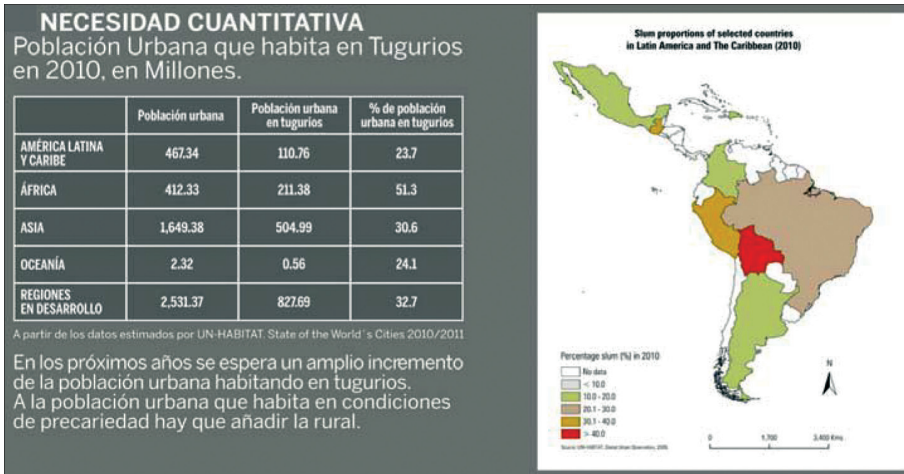 NECESIDAD CUANTITATIVA
Población Urbana que habita en Tugurios
en 2010, en Millones.
Población urbana
Población urbana
en tugurios
% de población
urbana en tugurios
AMÉRICA LATINA
Y CARIBE
467.34
110.76
23.7
ÁFRICA
412.33
211.38
51.3
ASIA
1,649.38
504.99
30.6
OCEANÍA
2.32
0.56
24.1
REGIONES
EN DESARROLLO
2,531.37
827.69
32.7
A partir de los datos estimados por UN-HABITAT. State of the World´s Cities 2010/2011
En los próximos años se espera un amplio incremento
de la población urbana habitando en tugurios.
A la población urbana que habita en condiciones
de precariedad hay que añadir la rural.
Slum proportions of selected countries
in Latin America and The Caribbean (2010)
Percentage slum (%) in 2010
No data
< 10.0
10.0 - 20.0
20.1 - 30.0
30.1 - 40.0
> 40.0
N
0 1,700 3,400 Kms
Source: UN-HABITAT, Global Urban Observatory,